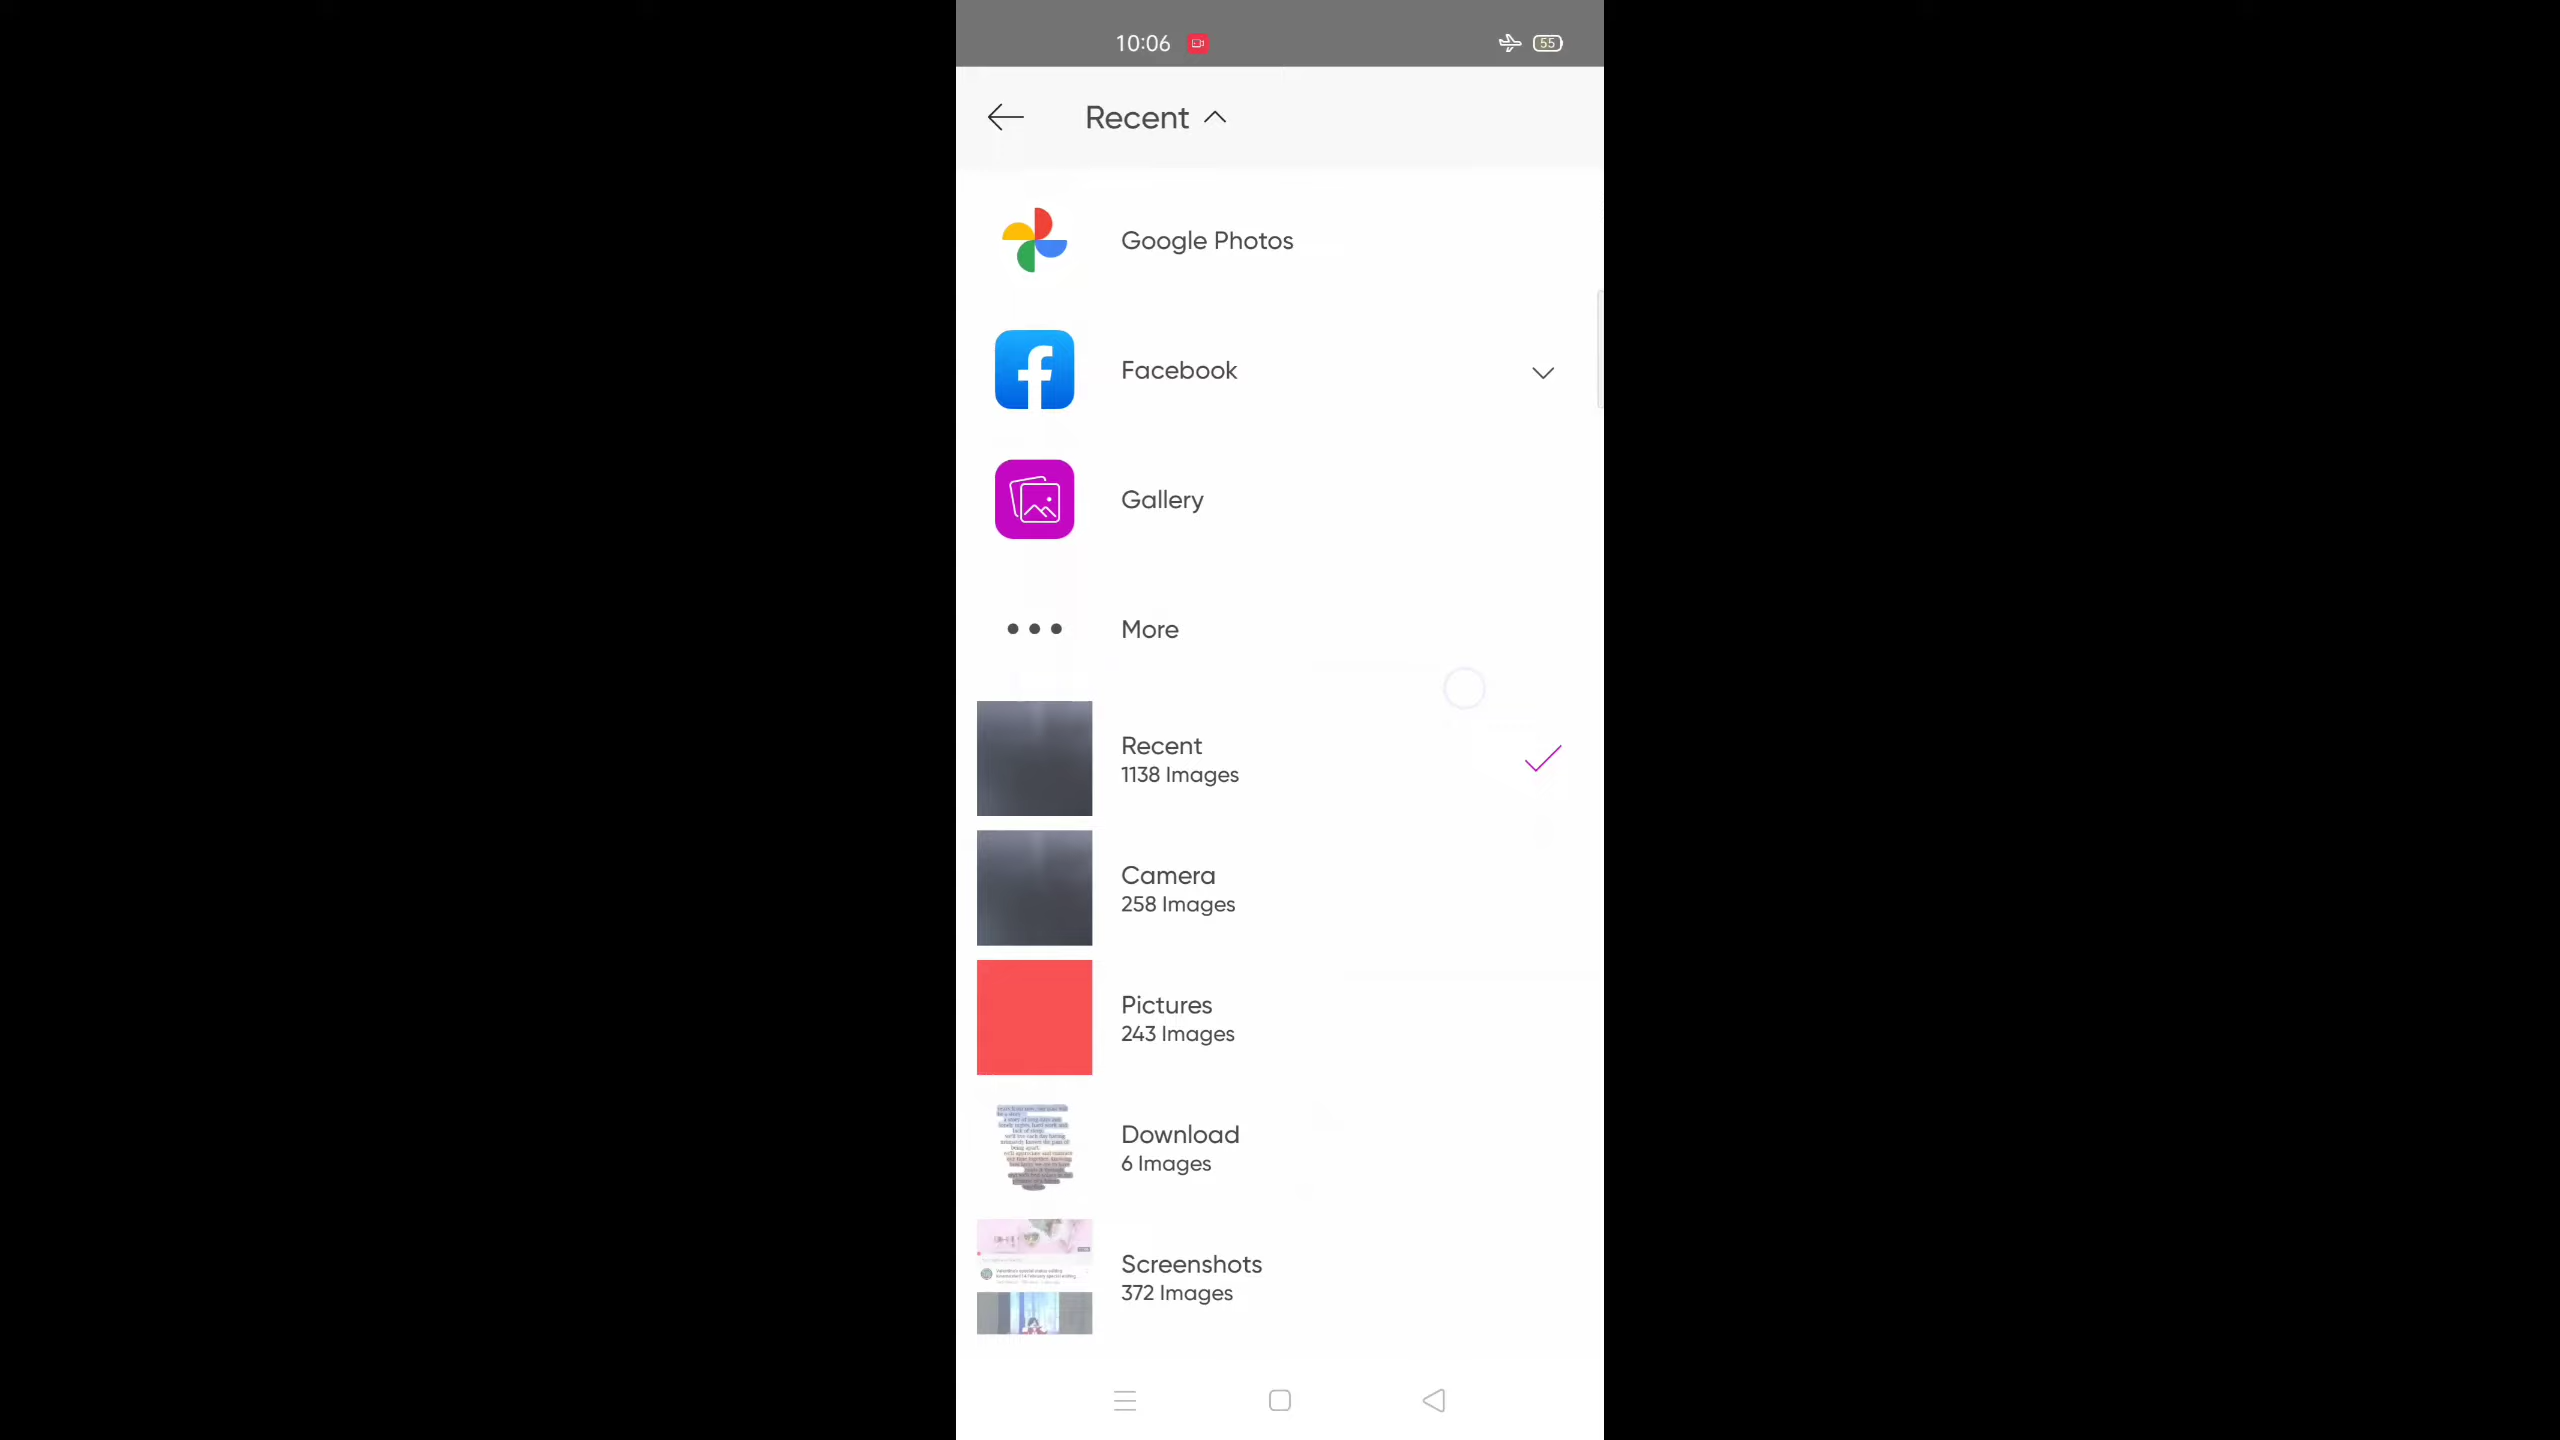 10:06
55
Recent
Google Photos
Facebook
Gallery
More
Recent
1138 Images
Camera
258 Images
Pictures
243 Images
Download
6 Images
Screenshots
372 Images